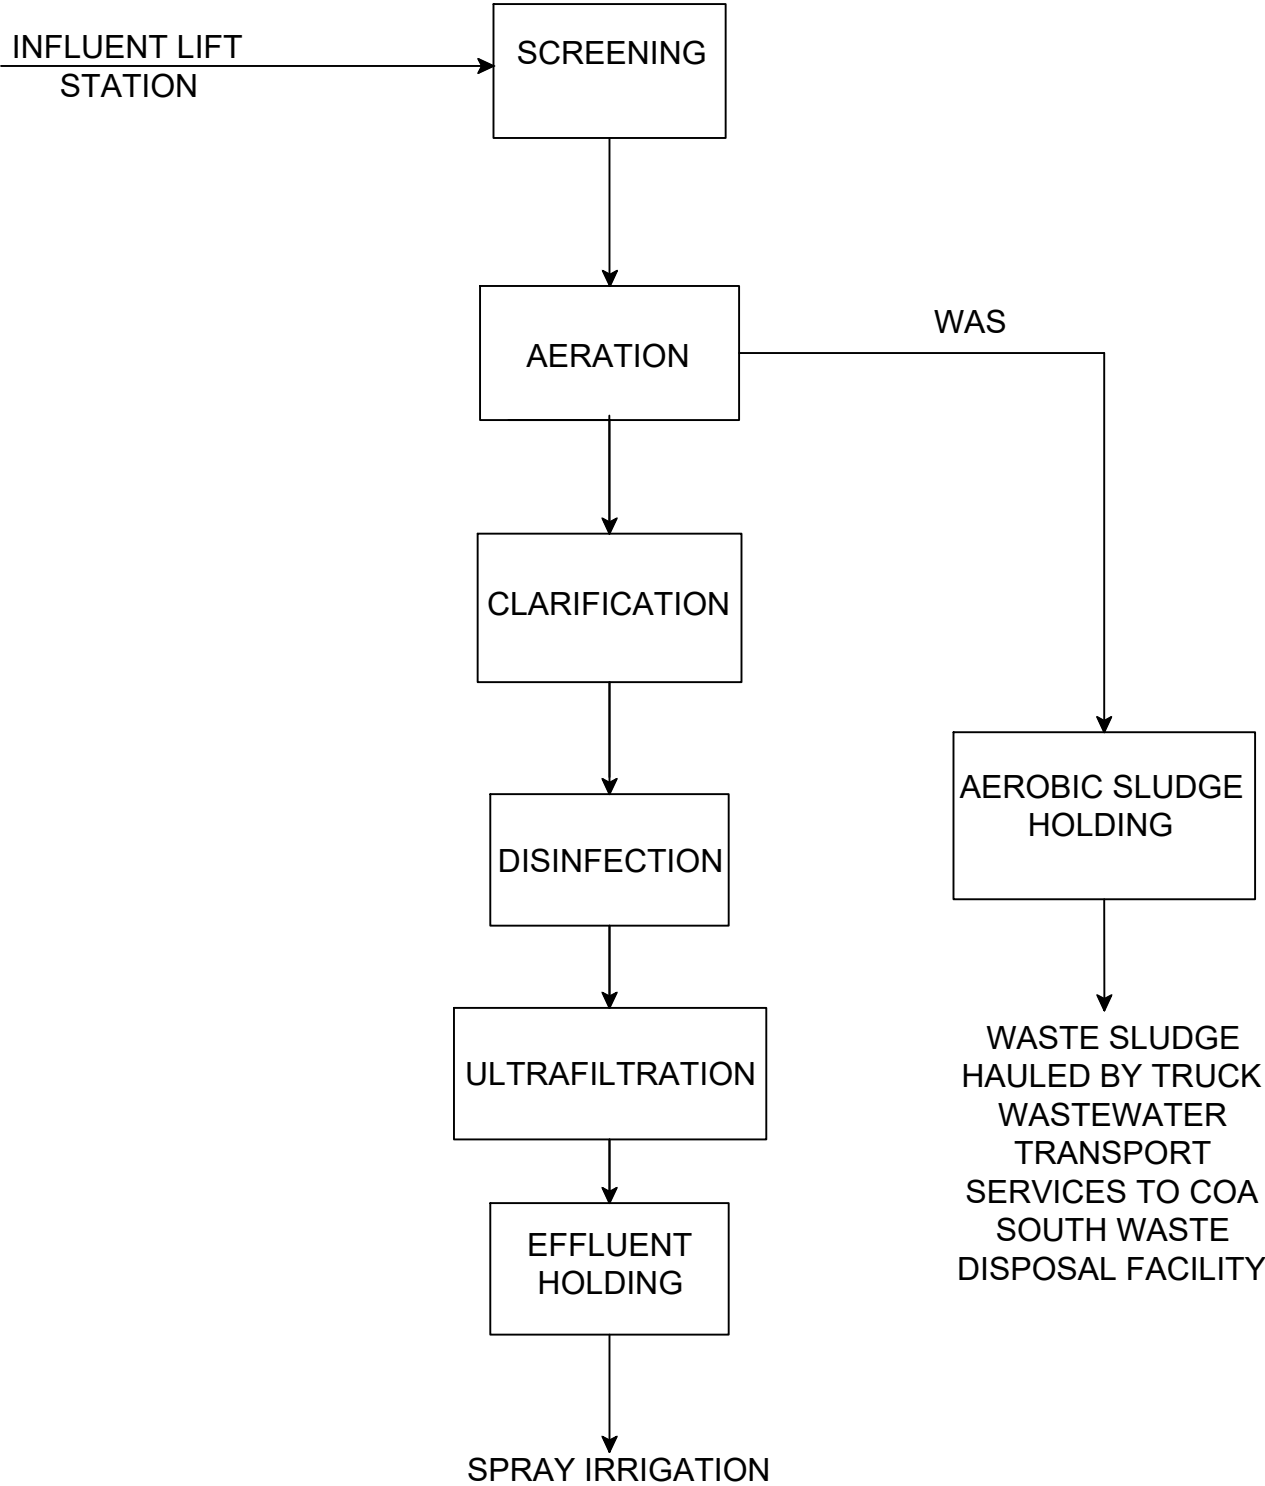 INFLUENT LIFT
STATION
SCREENING
AERATION
WAS
CLARIFICATION
DISINFECTION
ULTRAFILTRATION
EFFLUENT
HOLDING
SPRAY IRRIGATION
AEROBIC SLUDGE
HOLDING
WASTE SLUDGE
HAULED BY TRUCK
WASTEWATER
TRANSPORT
SERVICES TO COA
SOUTH WASTE
DISPOSAL FACILITY